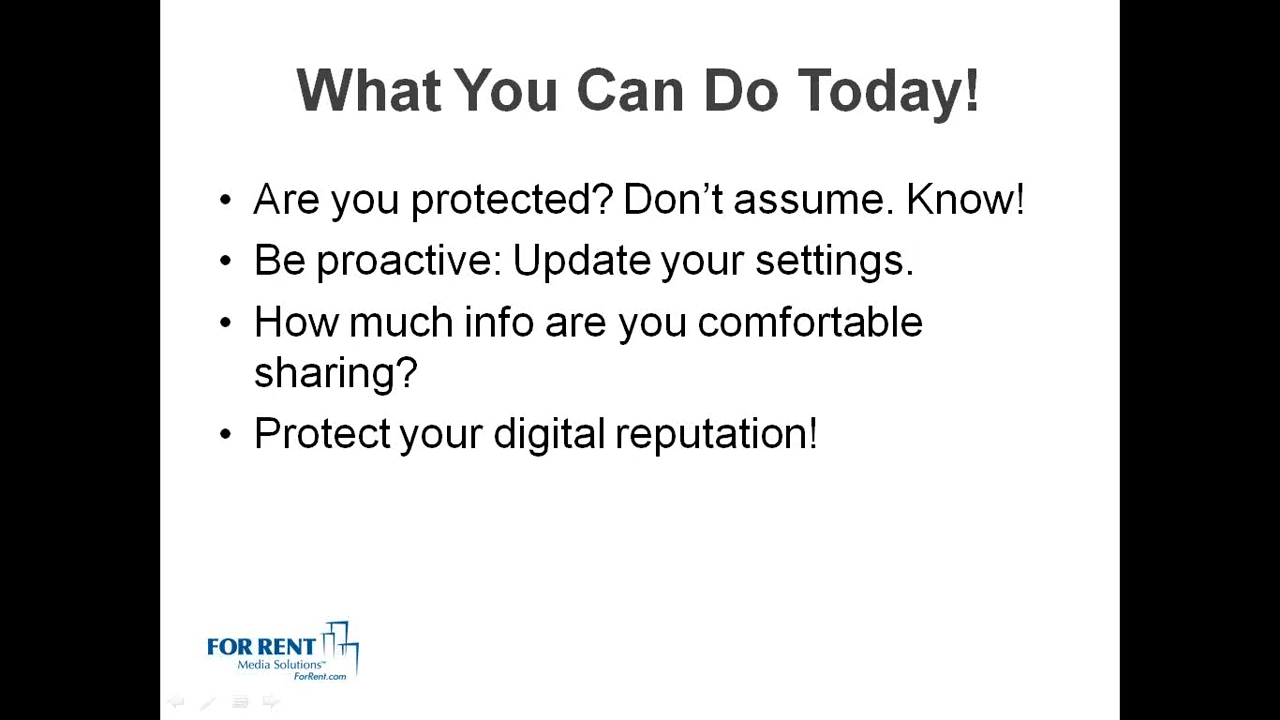 What You Can Do Today!
• Are you protected? Don't assume. Know!
• Be proactive: Update your settings.
• How much info are you comfortable
sharing?
• Protect your digital reputation!
FOR RENT
Media Solutions™
ForRent.com